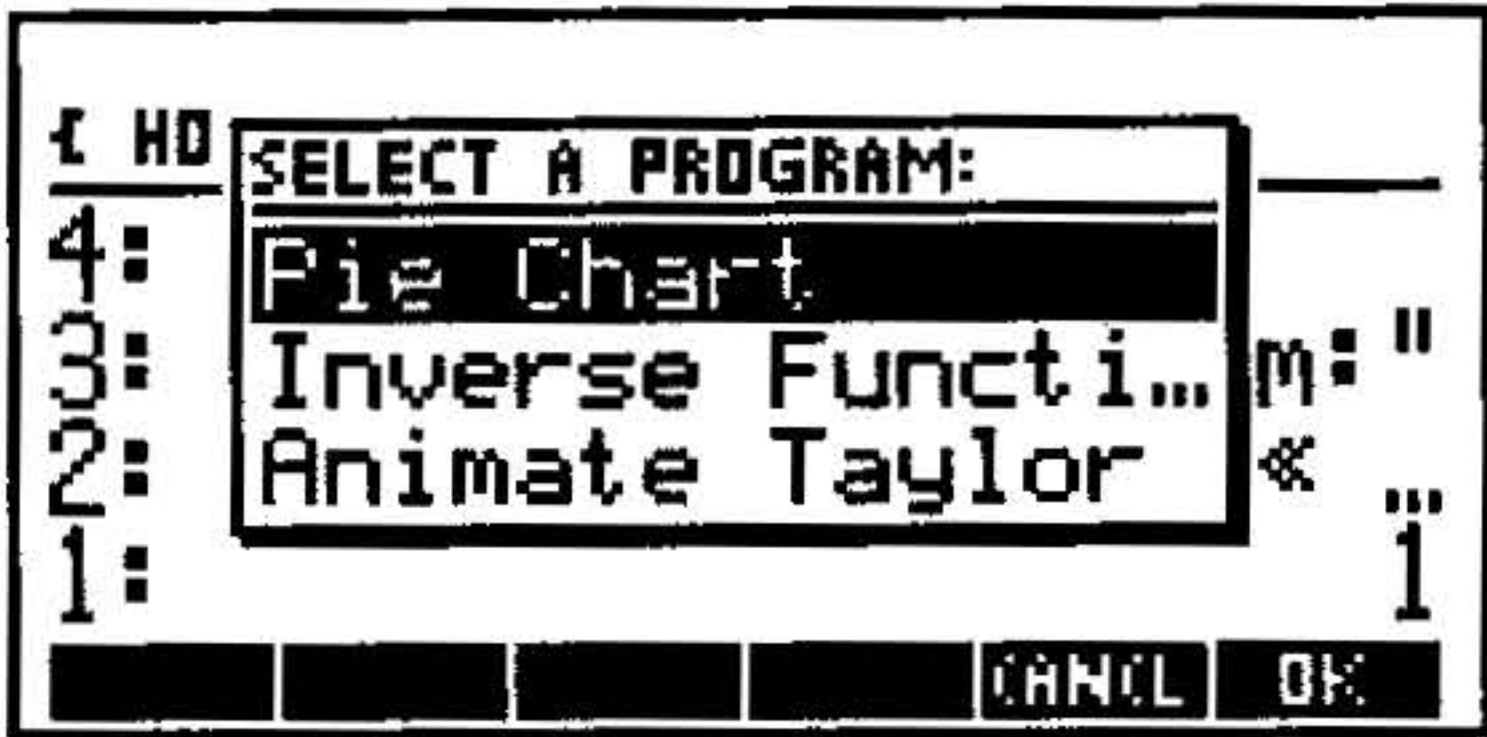 { HO
SELECT A PROGRAM:
4:
Pie Chart
3:
Inverse Functi… m: "
2:
Animate Taylor « …
1: 1
CANCL OK